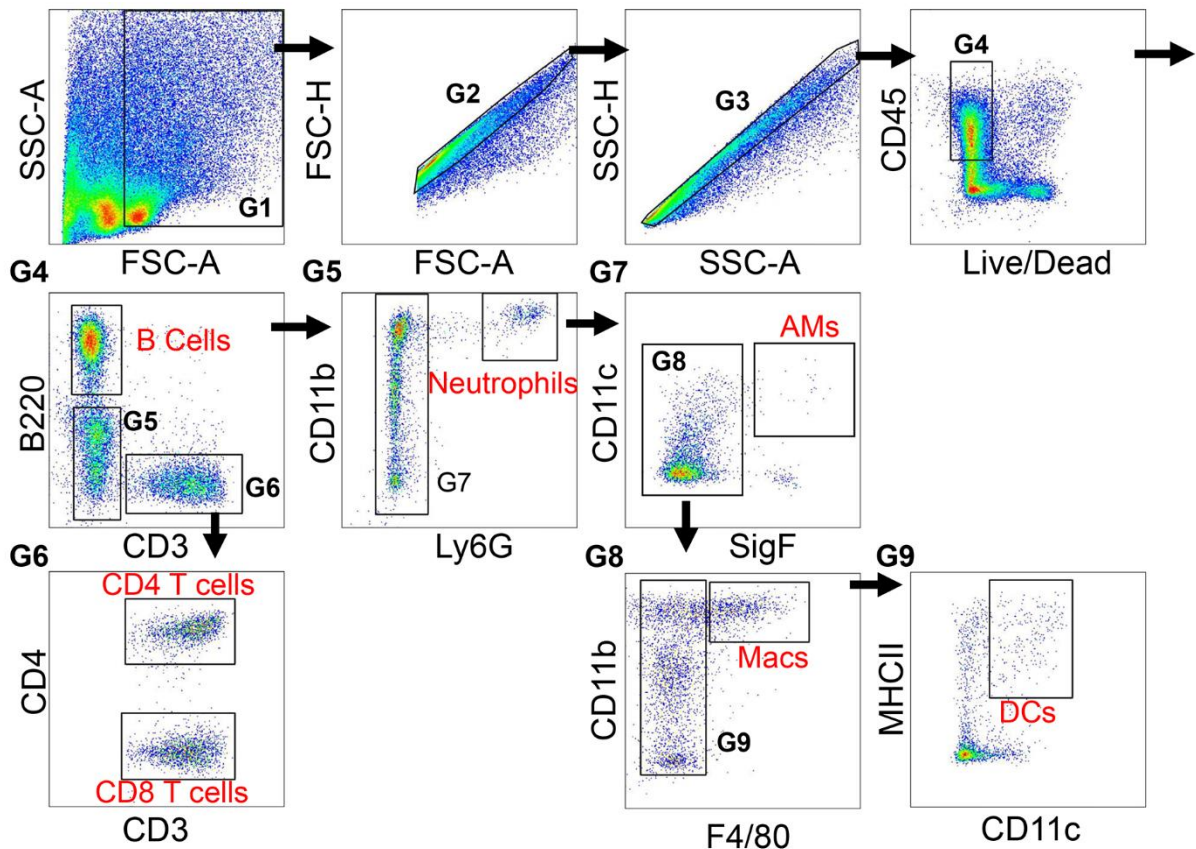 SSC-A
G1
FSC-A
FSC-H
G2
FSC-A
SSC-H
G3
SSC-A
CD45
G4
Live/Dead
G4
B220
B Cells
G5
G6
CD3
G5
CD11b
Neutrophils
G7
Ly6G
G7
CD11c
G8
AMs
SigF
G6
CD4
CD4 T cells
CD8 T cells
CD3
G8
CD11b
Macs
G9
F4/80
G9
MHCII
DCs
CD11c